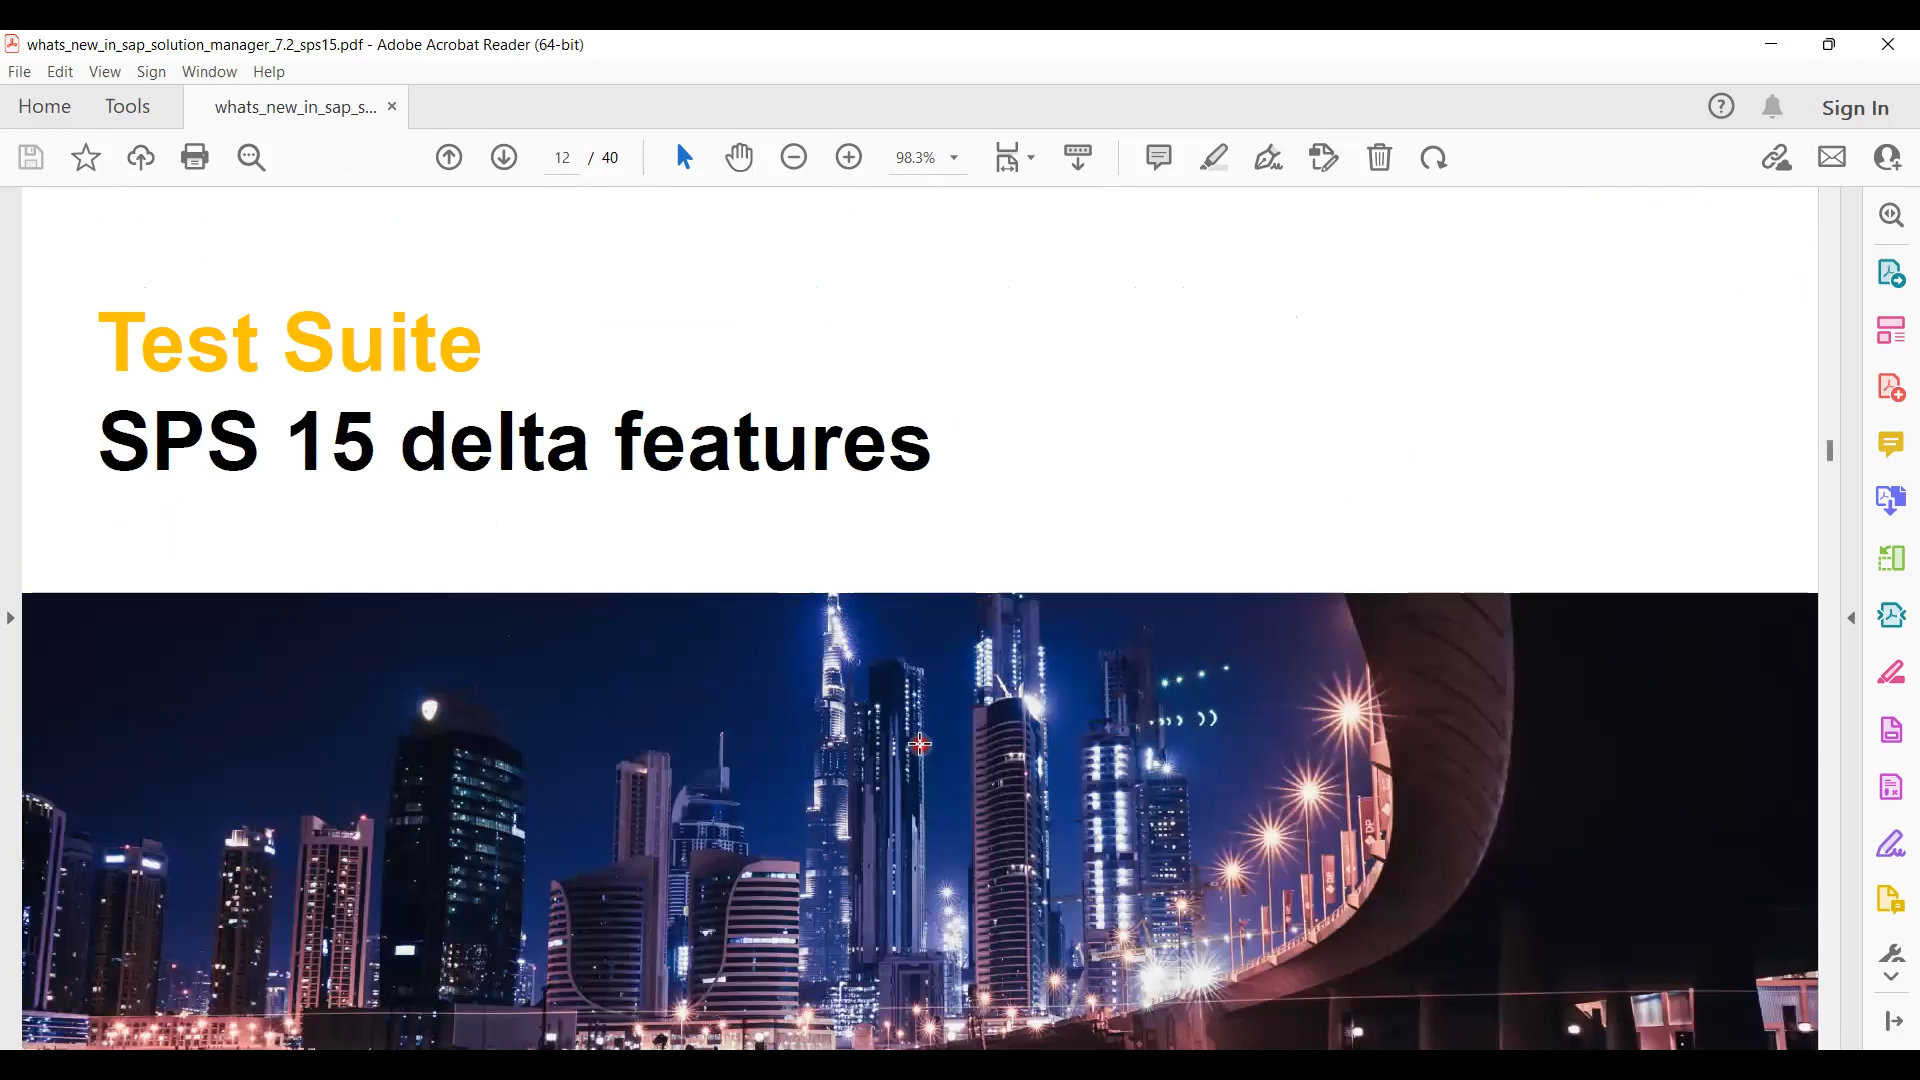 whats_new_in_sap_solution_manager_7.2_sps15.pdf - Adobe Acrobat Reader (64-bit)
File Edit View Sign Window Help
Home Tools whats_new_in_sap_s... Sign In
12 / 40 98.3%
Test Suite
SPS 15 delta features